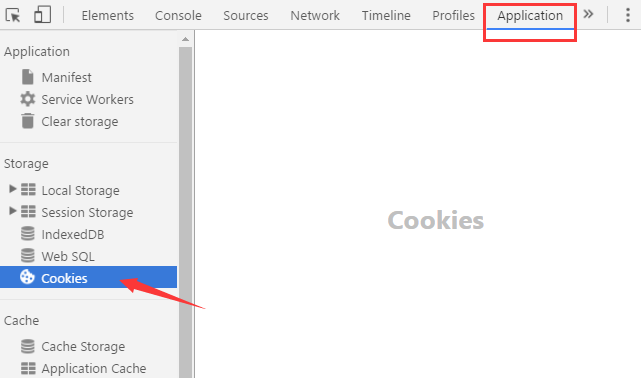 Elements Console Sources Network Timeline Profiles Application »
Application
Manifest
Service Workers
Clear storage
Storage
Local Storage
Session Storage
IndexedDB
Web SQL
Cookies
Cache
Cache Storage
Application Cache
Cookies